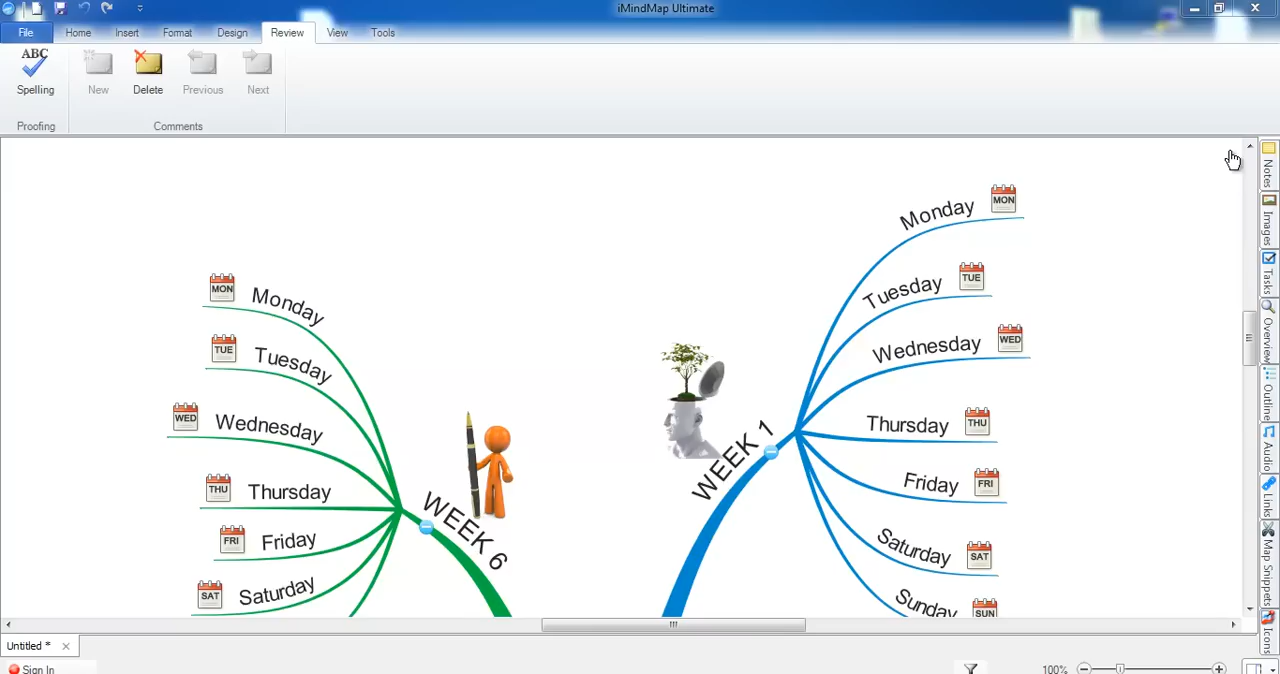 iMindMap Ultimate
File Home Insert Format Design Review View Tools
ABC
Spelling New Delete Previous Next
Proofing Comments
Notes
Images
Tasks
Overview
Outline
Audio
Links
Map Snippets
Icons
Monday MON
Tuesday TUE
Wednesday WED
Thursday THU
Friday FRI
Saturday SAT
Sunday SUN
WEEK 1
MON Monday
TUE Tuesday
WED Wednesday
THU Thursday
FRI Friday
SAT Saturday
WEEK 6
Untitled *
Sign In 100%